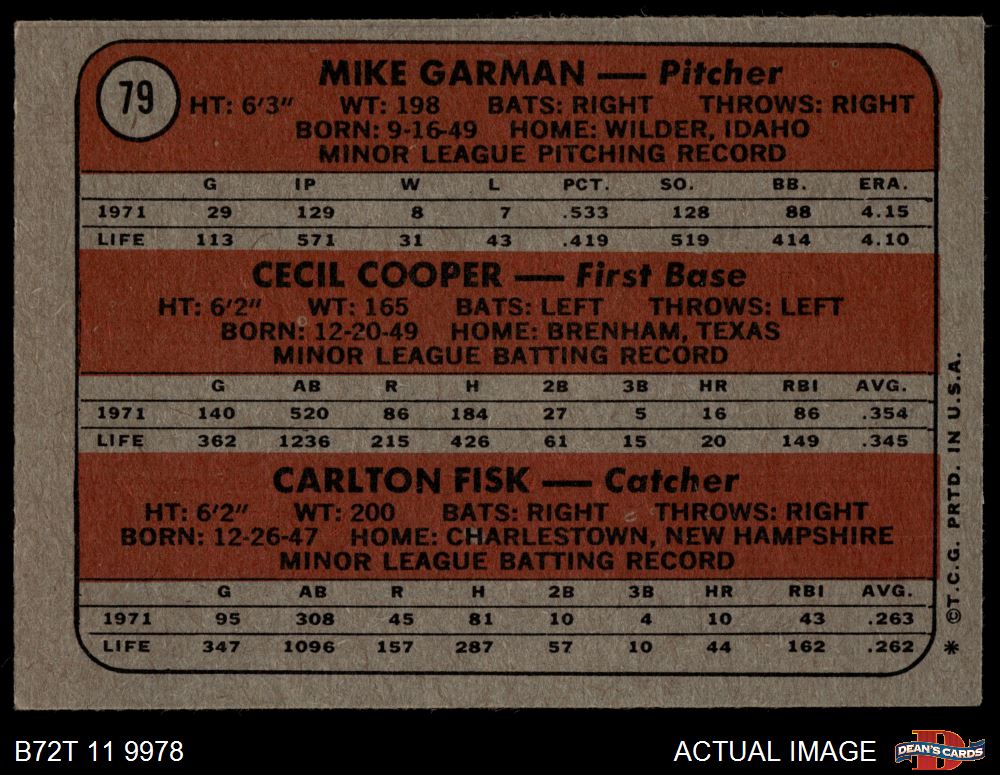 79
MIKE GARMAN — Pitcher
HT: 6'3" WT: 198 BATS: RIGHT THROWS: RIGHT
BORN: 9-16-49 HOME: WILDER, IDAHO
MINOR LEAGUE PITCHING RECORD
G IP W L PCT. SO. BB. ERA.
1971 29 129 8 7 .533 128 88 4.15
LIFE 113 571 31 43 .419 519 414 4.10
CECIL COOPER — First Base
HT: 6'2" WT: 165 BATS: LEFT THROWS: LEFT
BORN: 12-20-49 HOME: BRENHAM, TEXAS
MINOR LEAGUE BATTING RECORD
G AB R H 2B 3B HR RBI AVG.
1971 140 520 86 184 27 5 16 86 .354
LIFE 362 1236 215 426 61 15 20 149 .345
CARLTON FISK — Catcher
HT: 6'2" WT: 200 BATS: RIGHT THROWS: RIGHT
BORN: 12-26-47 HOME: CHARLESTOWN, NEW HAMPSHIRE
MINOR LEAGUE BATTING RECORD
G AB R H 2B 3B HR RBI AVG.
1971 95 308 45 81 10 4 10 43 .263
LIFE 347 1096 157 287 57 10 44 162 .262
* ©T.C.G. PRTD. IN U.S.A.
B72T 11 9978
ACTUAL IMAGE
D
DEAN'S CARDS